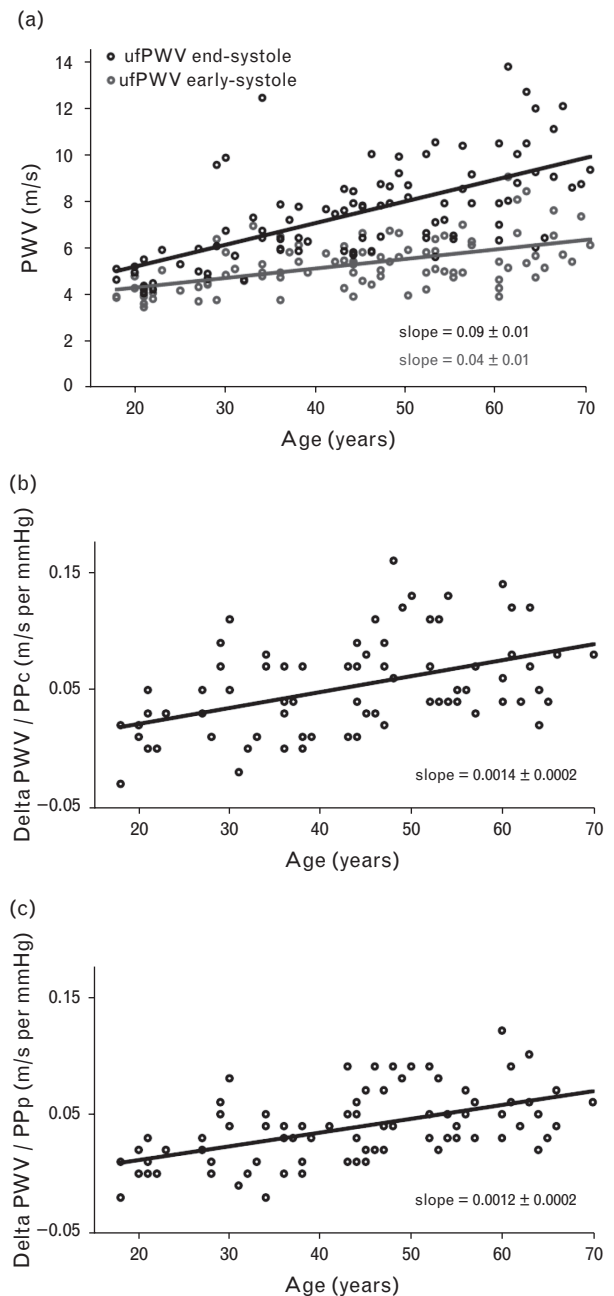 (a)
ufPWV end-systole
ufPWV early-systole
14
12
10
8
6
4
2
0
PWV (m/s)
slope = 0.09 ± 0.01
slope = 0.04 ± 0.01
20 30 40 50 60 70
Age (years)
(b)
0.15
0.05
−0.05
Delta PWV / PPc (m/s per mmHg)
slope = 0.0014 ± 0.0002
20 30 40 50 60 70
Age (years)
(c)
0.15
0.05
−0.05
Delta PWV / PPp (m/s per mmHg)
slope = 0.0012 ± 0.0002
20 30 40 50 60 70
Age (years)